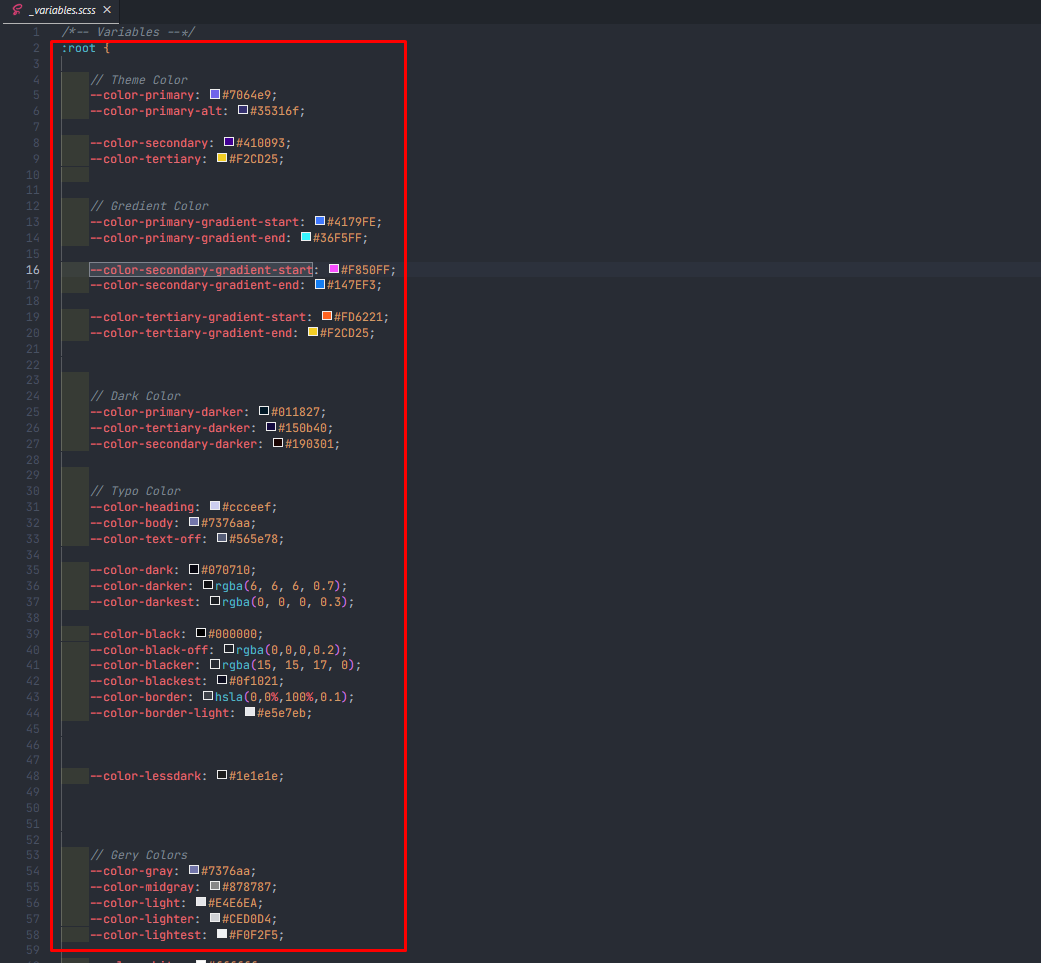 _variables.scss ×
1 /*-- Variables --*/
2 :root {
3
4 // Theme Color
5 --color-primary: #7064e9;
6 --color-primary-alt: #35316f;
7
8 --color-secondary: #410093;
9 --color-tertiary: #F2CD25;
10
11
12 // Gredient Color
13 --color-primary-gradient-start: #4179FE;
14 --color-primary-gradient-end: #36F5FF;
15
16 --color-secondary-gradient-start: #F850FF;
17 --color-secondary-gradient-end: #147EF3;
18
19 --color-tertiary-gradient-start: #FD6221;
20 --color-tertiary-gradient-end: #F2CD25;
21
22
23
24 // Dark Color
25 --color-primary-darker: #011827;
26 --color-tertiary-darker: #150b40;
27 --color-secondary-darker: #190301;
28
29
30 // Typo Color
31 --color-heading: #ccceef;
32 --color-body: #7376aa;
33 --color-text-off: #565e78;
34
35 --color-dark: #070710;
36 --color-darker: rgba(6, 6, 6, 0.7);
37 --color-darkest: rgba(0, 0, 0, 0.3);
38
39 --color-black: #000000;
40 --color-black-off: rgba(0,0,0,0.2);
41 --color-blacker: rgba(15, 15, 17, 0);
42 --color-blackest: #0f1021;
43 --color-border: hsla(0,0%,100%,0.1);
44 --color-border-light: #e5e7eb;
45
46
47
48 --color-lessdark: #1e1e1e;
49
50
51
52
53 // Gery Colors
54 --color-gray: #7376aa;
55 --color-midgray: #878787;
56 --color-light: #E4E6EA;
57 --color-lighter: #CED0D4;
58 --color-lightest: #F0F2F5;
59